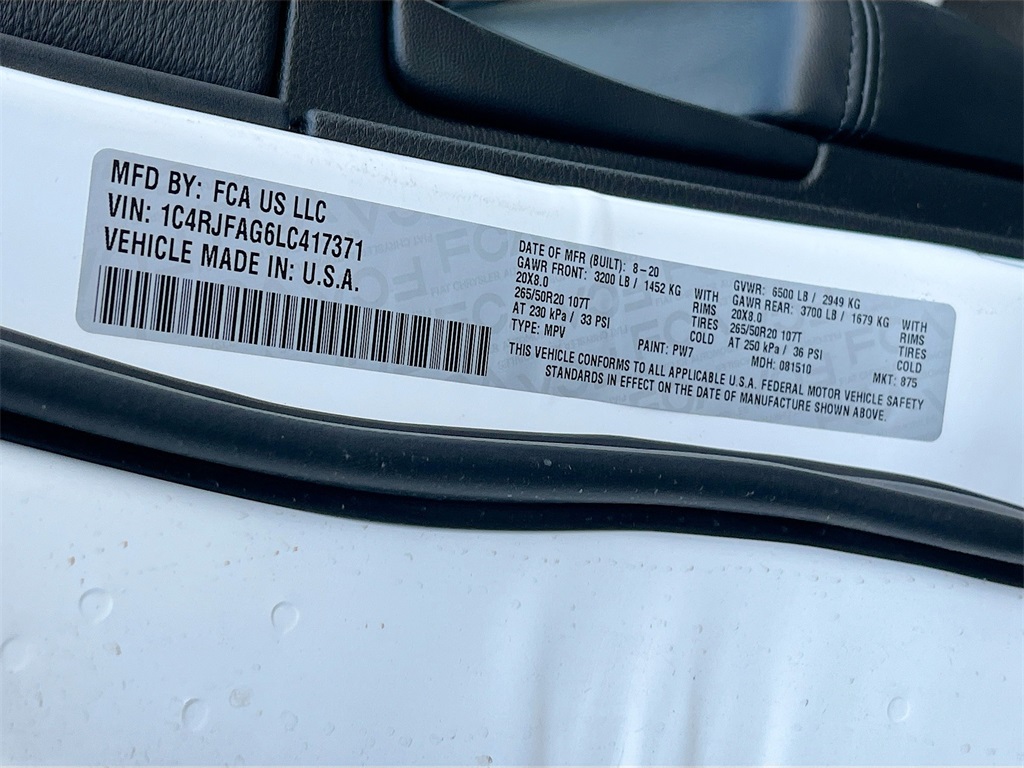 MFD BY: FCA US LLC
VIN: 1C4RJFAG6LC417371
VEHICLE MADE IN: U.S.A.
DATE OF MFR (BUILT): 8-20
GAWR FRONT: 3200 LB / 1452 KG WITH
20X8.0 RIMS
265/50R20 107T TIRES
AT 230 kPa / 33 PSI COLD
TYPE: MPV PAINT: PW7
GVWR: 6500 LB / 2949 KG
GAWR REAR: 3700 LB / 1679 KG WITH
20X8.0 RIMS
265/50R20 107T TIRES
AT 250 kPa / 36 PSI COLD
MDH: 081510 MKT: 875
THIS VEHICLE CONFORMS TO ALL APPLICABLE U.S.A. FEDERAL MOTOR VEHICLE SAFETY
STANDARDS IN EFFECT ON THE DATE OF MANUFACTURE SHOWN ABOVE.